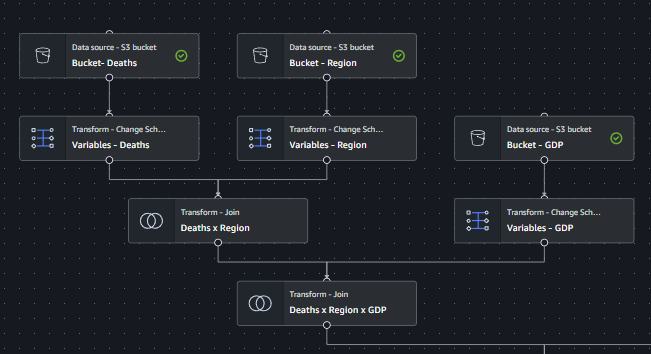 Data source - S3 bucket
Bucket- Deaths
Data source - S3 bucket
Bucket - Region
Transform - Change Sch...
Variables - Deaths
Transform - Change Sch...
Variables - Region
Data source - S3 bucket
Bucket - GDP
Transform - Join
Deaths x Region
Transform - Change Sch...
Variables - GDP
Transform - Join
Deaths x Region x GDP